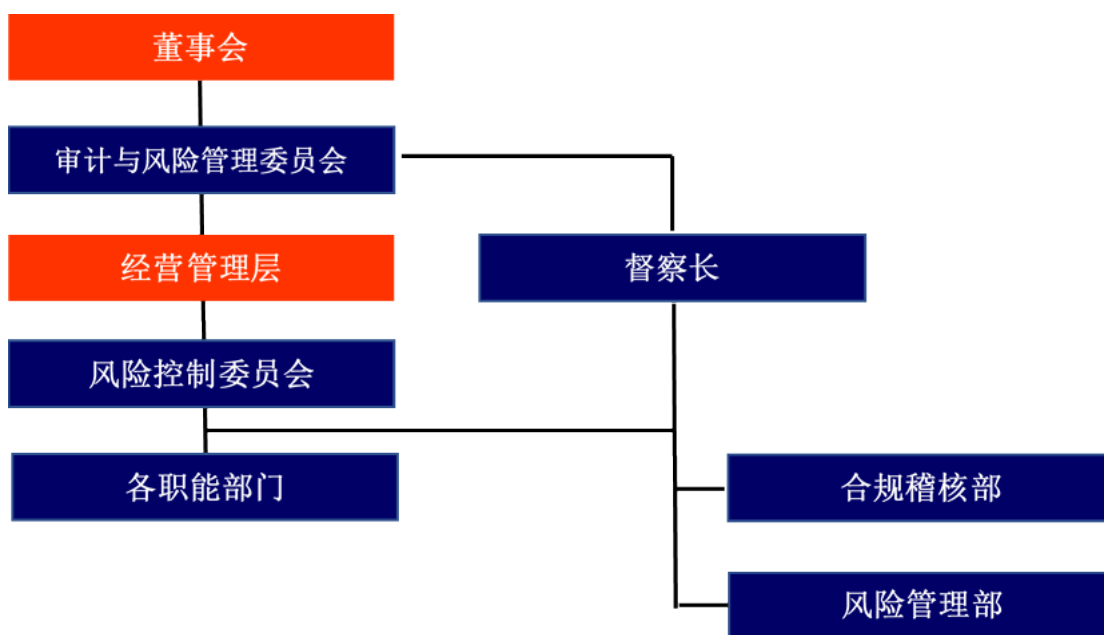 董事会
审计与风险管理委员会
经营管理层
督察长
风险控制委员会
各职能部门
合规稽核部
风险管理部